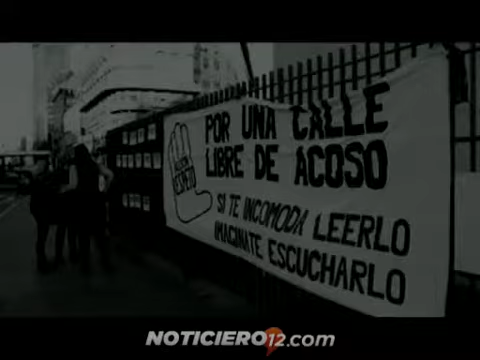 POR UNA CALLE
LIBRE DE ACOSO
SI TE INCOMODA LEERLO
IMAGINATE ESCUCHARLO
NOTICIERO12.com